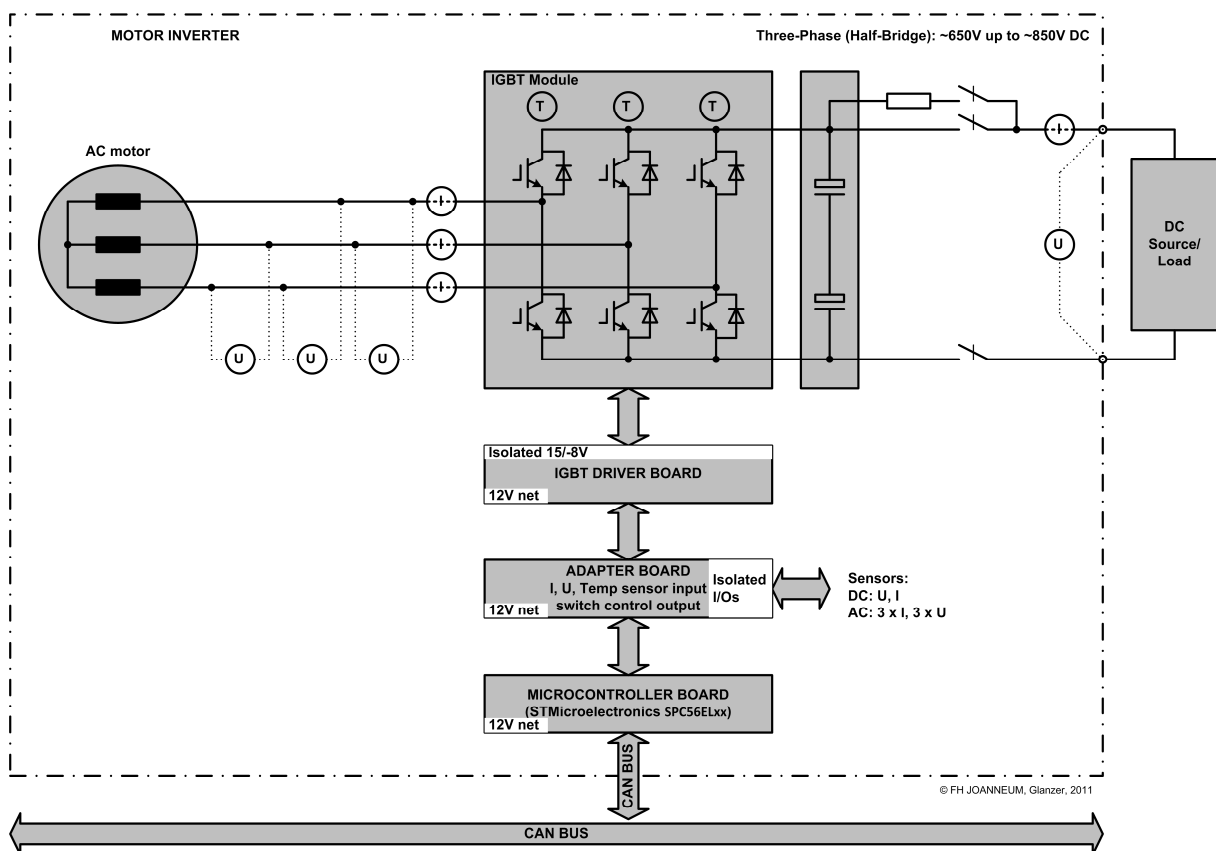 MOTOR INVERTER
Three-Phase (Half-Bridge): ~650V up to ~850V DC
IGBT Module
T
T
T
I
AC motor
I
I
I
DC
Source/
Load
U
U
U
U
Isolated 15/-8V
IGBT DRIVER BOARD
12V net
ADAPTER BOARD
I, U, Temp sensor input
switch control output
12V net
Isolated
I/Os
Sensors:
DC: U, I
AC: 3 x I, 3 x U
MICROCONTROLLER BOARD
(STMicroelectronics SPC56ELxx)
12V net
CAN BUS
© FH JOANNEUM, Glanzer, 2011
CAN BUS